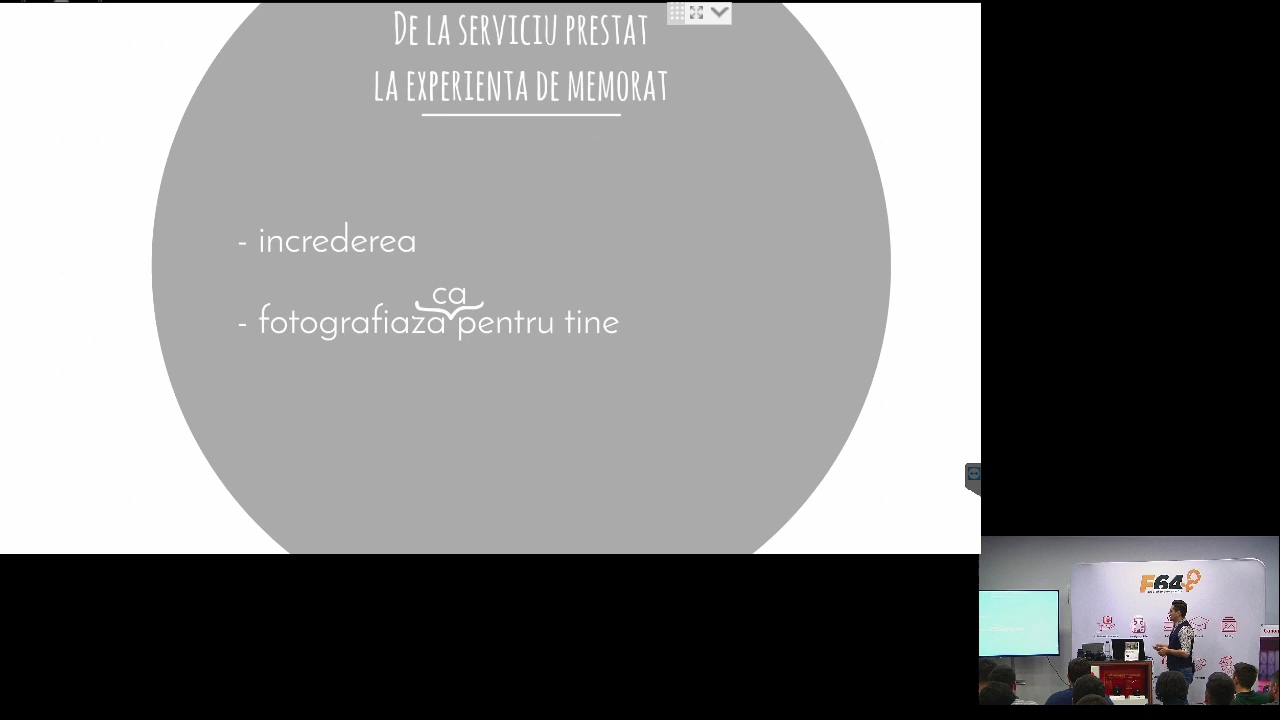 De la serviciu prestat
la experienta de memorat
- increderea
ca
- fotografiaza pentru tine
F64